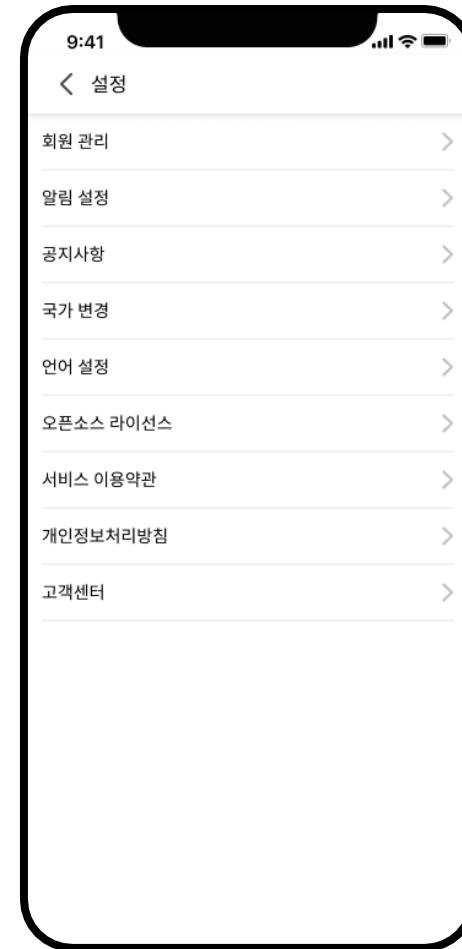 9:41
설정
회원 관리
알림 설정
공지사항
국가 변경
언어 설정
오픈소스 라이선스
서비스 이용약관
개인정보처리방침
고객센터